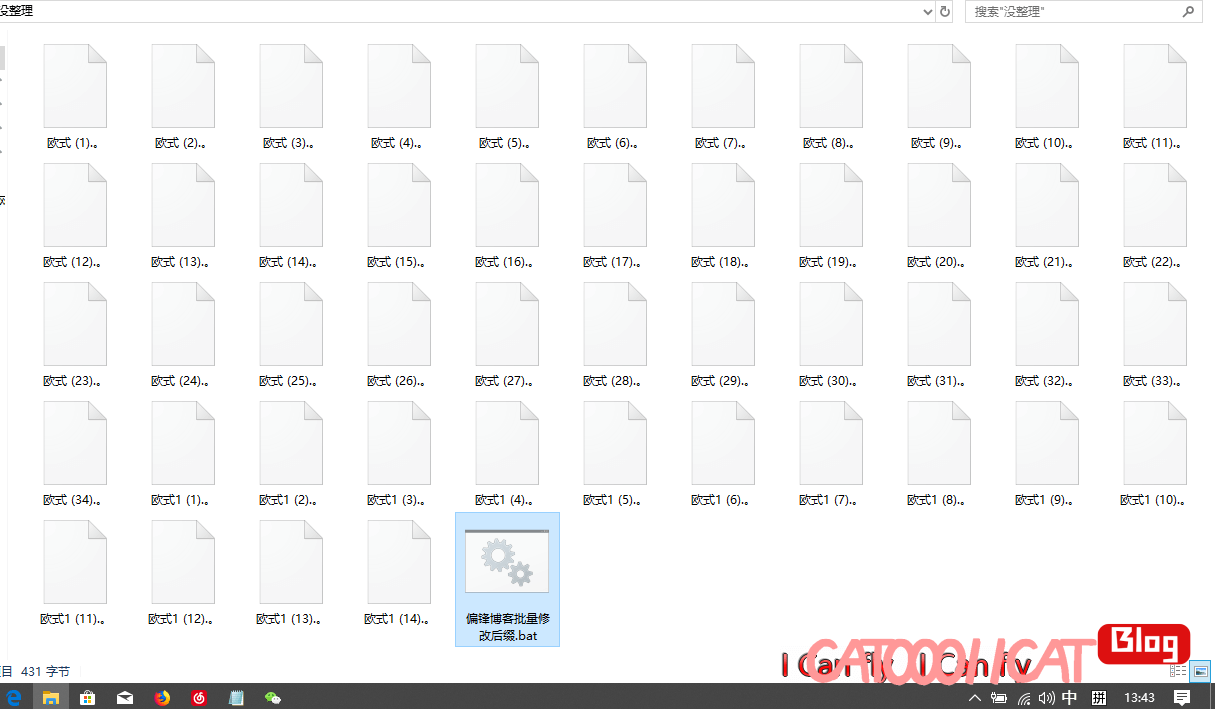 没整理
搜索"没整理"
欧式 (1).。
欧式 (2).。
欧式 (3).。
欧式 (4).。
欧式 (5).。
欧式 (6).。
欧式 (7).。
欧式 (8).。
欧式 (9).。
欧式 (10).。
欧式 (11).。
欧式 (12).。
欧式 (13).。
欧式 (14).。
欧式 (15).。
欧式 (16).。
欧式 (17).。
欧式 (18).。
欧式 (19).。
欧式 (20).。
欧式 (21).。
欧式 (22).。
欧式 (23).。
欧式 (24).。
欧式 (25).。
欧式 (26).。
欧式 (27).。
欧式 (28).。
欧式 (29).。
欧式 (30).。
欧式 (31).。
欧式 (32).。
欧式 (33).。
欧式 (34).。
欧式1 (1).。
欧式1 (2).。
欧式1 (3).。
欧式1 (4).。
欧式1 (5).。
欧式1 (6).。
欧式1 (7).。
欧式1 (8).。
欧式1 (9).。
欧式1 (10).。
欧式1 (11).。
欧式1 (12).。
欧式1 (13).。
欧式1 (14).。
偏锋博客批量修
改后缀.bat
Blog
CATOOOH!CAT
I Can fly I Can fly
431 字节
中
拼
13:43